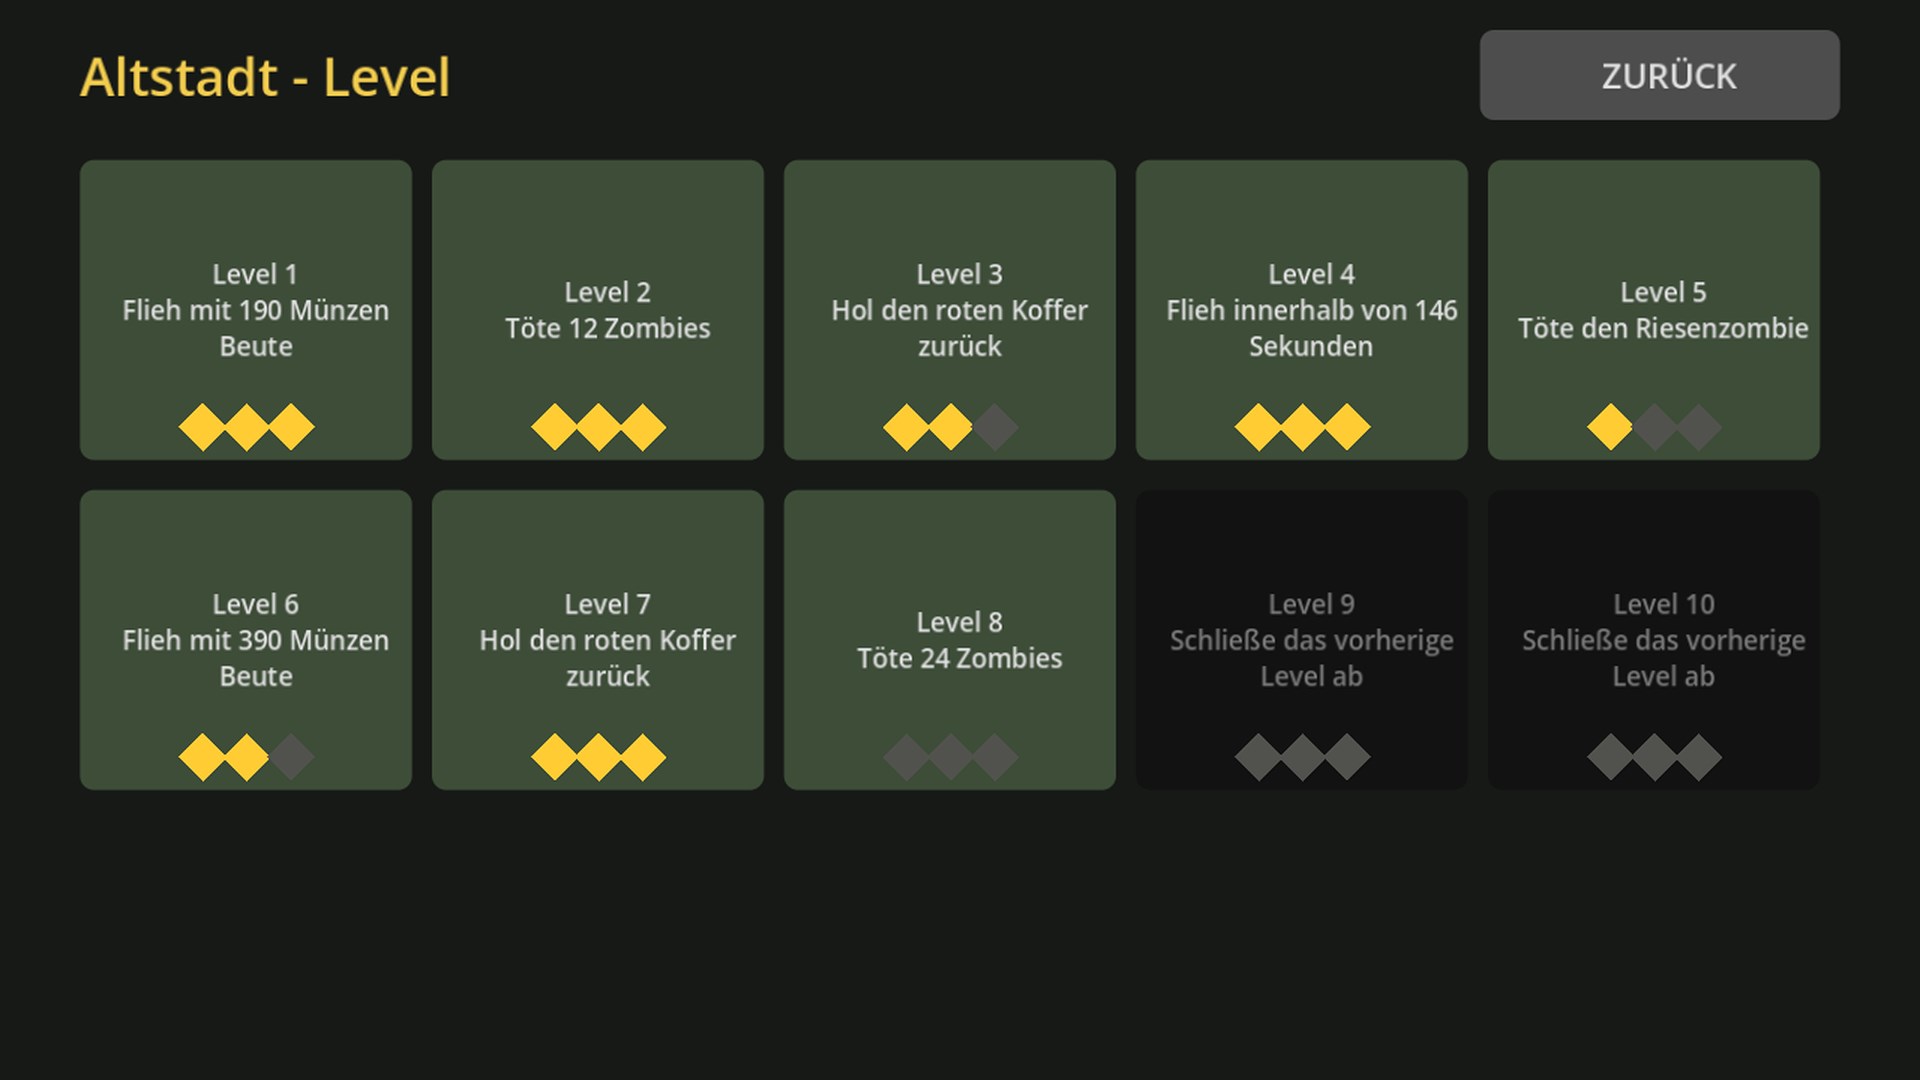 Altstadt - Level
ZURÜCK
Level 1
Flieh mit 190 Münzen
Beute
Level 2
Töte 12 Zombies
Level 3
Hol den roten Koffer
zurück
Level 4
Flieh innerhalb von 146
Sekunden
Level 5
Töte den Riesenzombie
Level 6
Flieh mit 390 Münzen
Beute
Level 7
Hol den roten Koffer
zurück
Level 8
Töte 24 Zombies
Level 9
Schließe das vorherige
Level ab
Level 10
Schließe das vorherige
Level ab